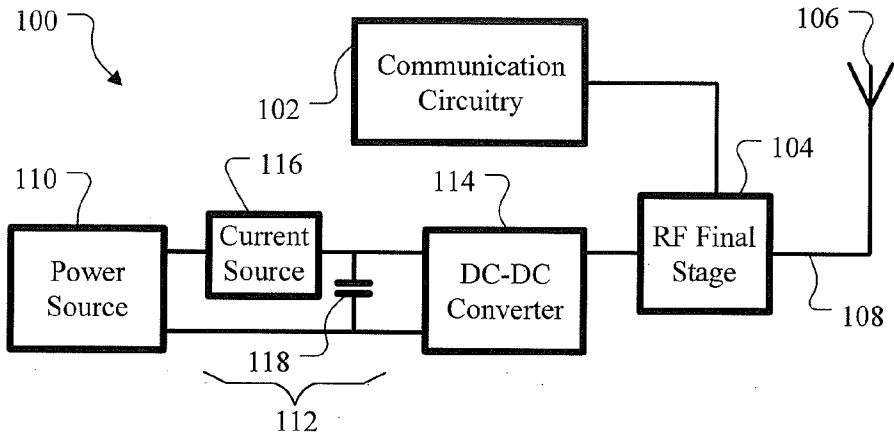 100
106
Communication
Circuitry
102
104
116
110
114
Current
Source
RF Final
Stage
Power
Source
DC-DC
Converter
108
118
112